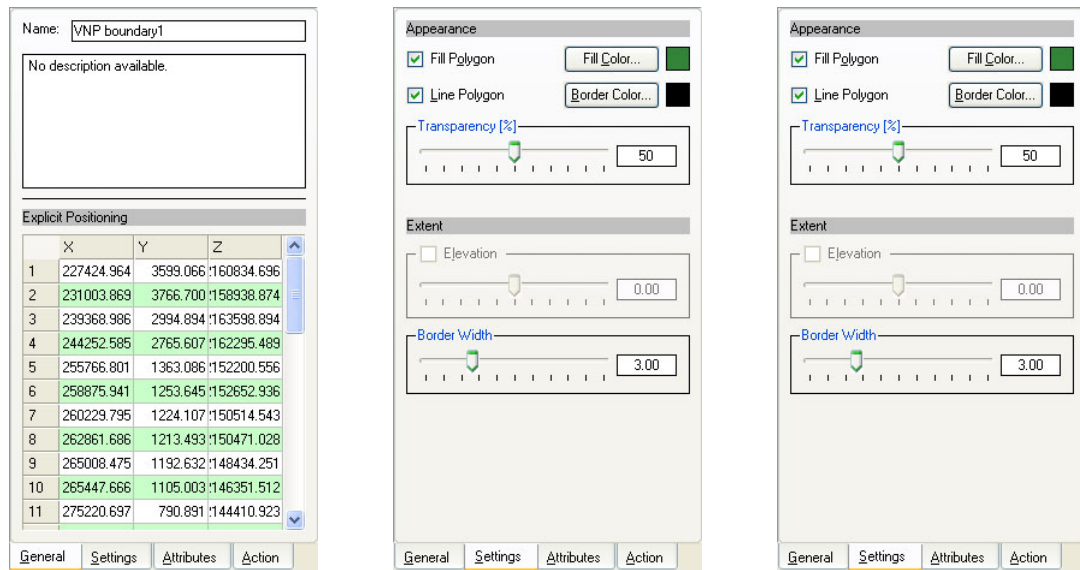 Name: VNP boundary1
No description available.
Explicit Positioning
X Y Z
1 227424.964 3599.066 160834.696
2 231003.869 3766.700 158938.874
3 239368.986 2994.894 163598.894
4 244252.585 2765.607 162295.489
5 255766.801 1363.086 152200.556
6 258875.941 1253.645 152652.936
7 260229.795 1224.107 150514.543
8 262861.686 1213.493 150471.028
9 265008.475 1192.632 148434.251
10 265447.666 1105.003 146351.512
11 275220.697 790.891 144410.923
General Settings Attributes Action
Appearance
Fill Polygon Fill Color...
Line Polygon Border Color...
Transparency [%]
50
Extent
Elevation
0.00
Border Width
3.00
General Settings Attributes Action
Appearance
Fill Polygon Fill Color...
Line Polygon Border Color...
Transparency [%]
50
Extent
Elevation
0.00
Border Width
3.00
General Settings Attributes Action